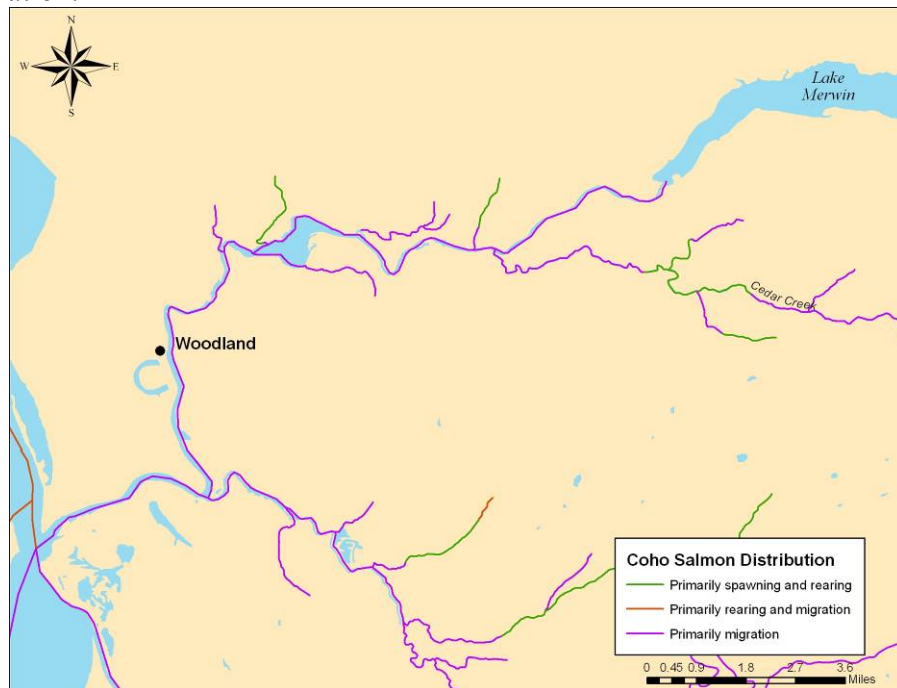 N
W
E
S
Lake
Merwin
Cedar Creek
Woodland
Coho Salmon Distribution
Primarily spawning and rearing
Primarily rearing and migration
Primarily migration
0 0.45 0.9 1.8 2.7 3.6
Miles